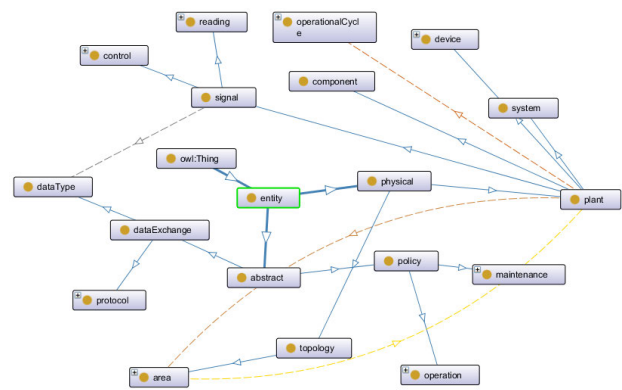 reading
operationalCycl
e
device
control
component
signal
system
owl:Thing
physical
dataType
entity
plant
dataExchange
policy
abstract
maintenance
protocol
topology
area
operation